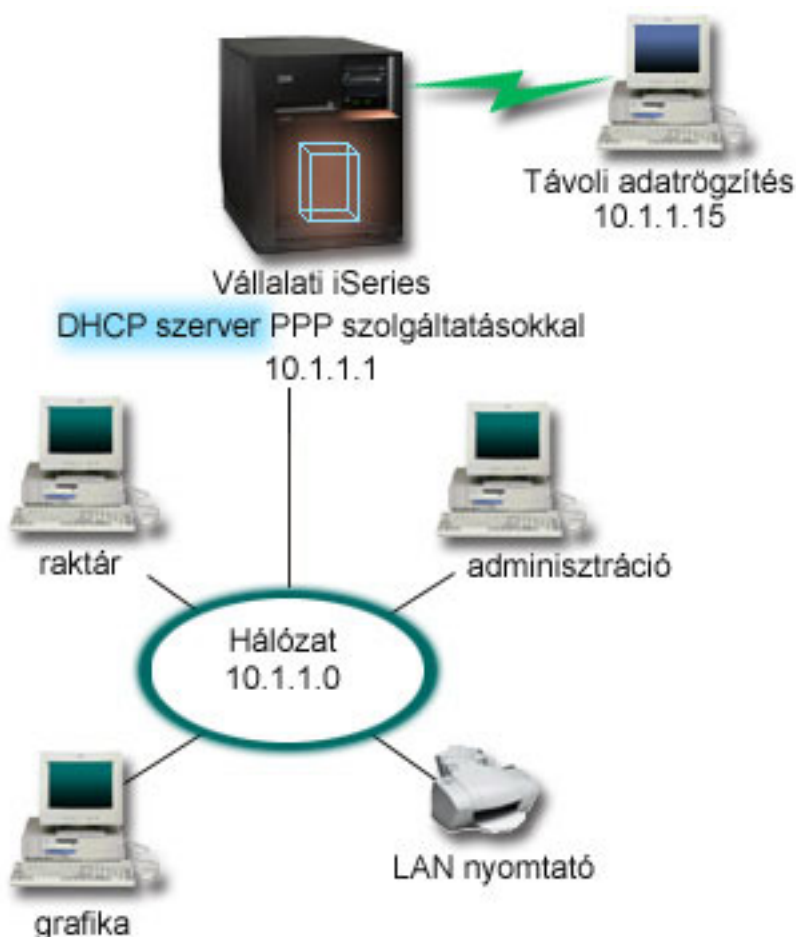 Távoli adatrögzítés
10.1.1.15
Vállalati iSeries
DHCP szerver PPP szolgáltatásokkal
10.1.1.1
raktár
adminisztráció
Hálózat
10.1.1.0
LAN nyomtató
grafika